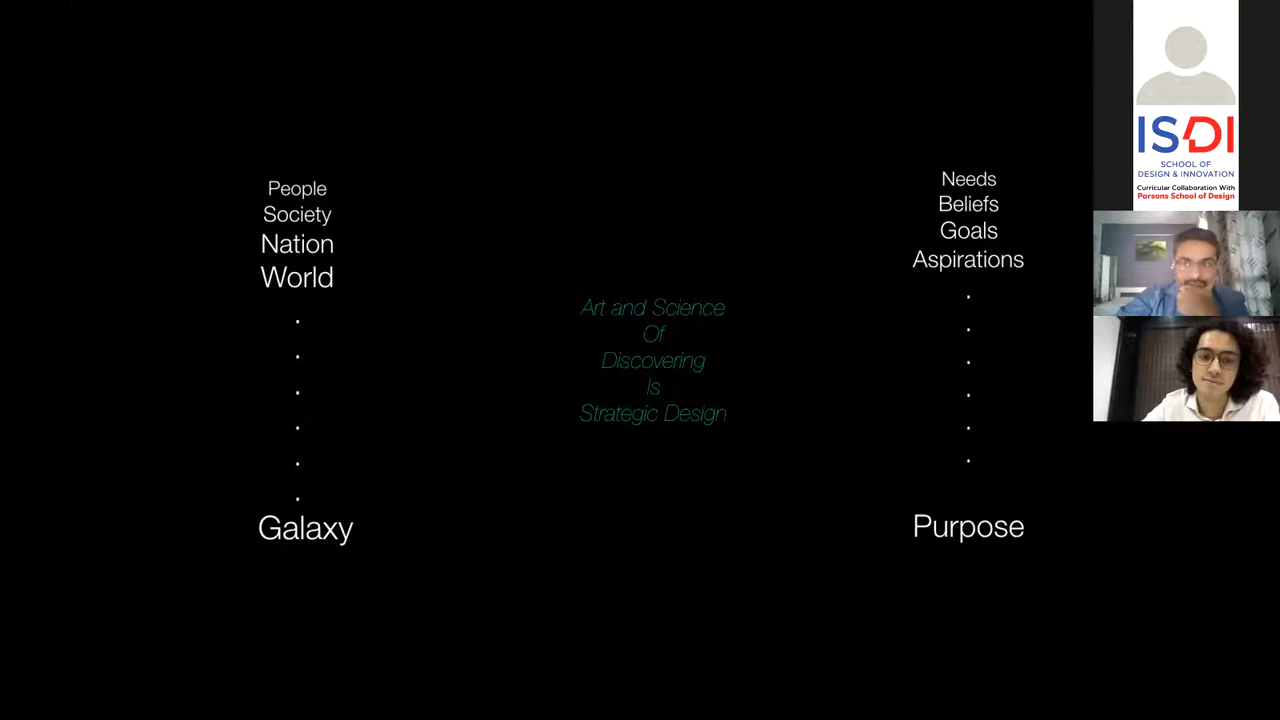 People
Society
Nation
World
Galaxy
Art and Science
Of
Discovering
Is
Strategic Design
Needs
Beliefs
Goals
Aspirations
Purpose
ISDI
SCHOOL OF
DESIGN & INNOVATION
Curricular Collaboration With
Parsons School of Design